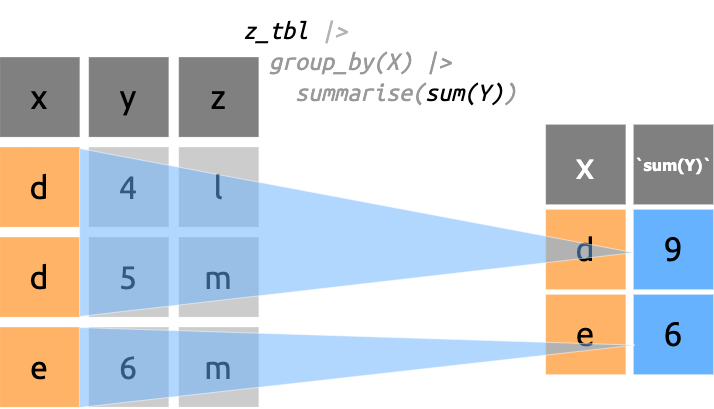 z_tbl |>
group_by(X) |>
summarise(sum(Y))
x y z
d 4 l
d 5 m
e 6 m
X `sum(Y)`
d 9
e 6